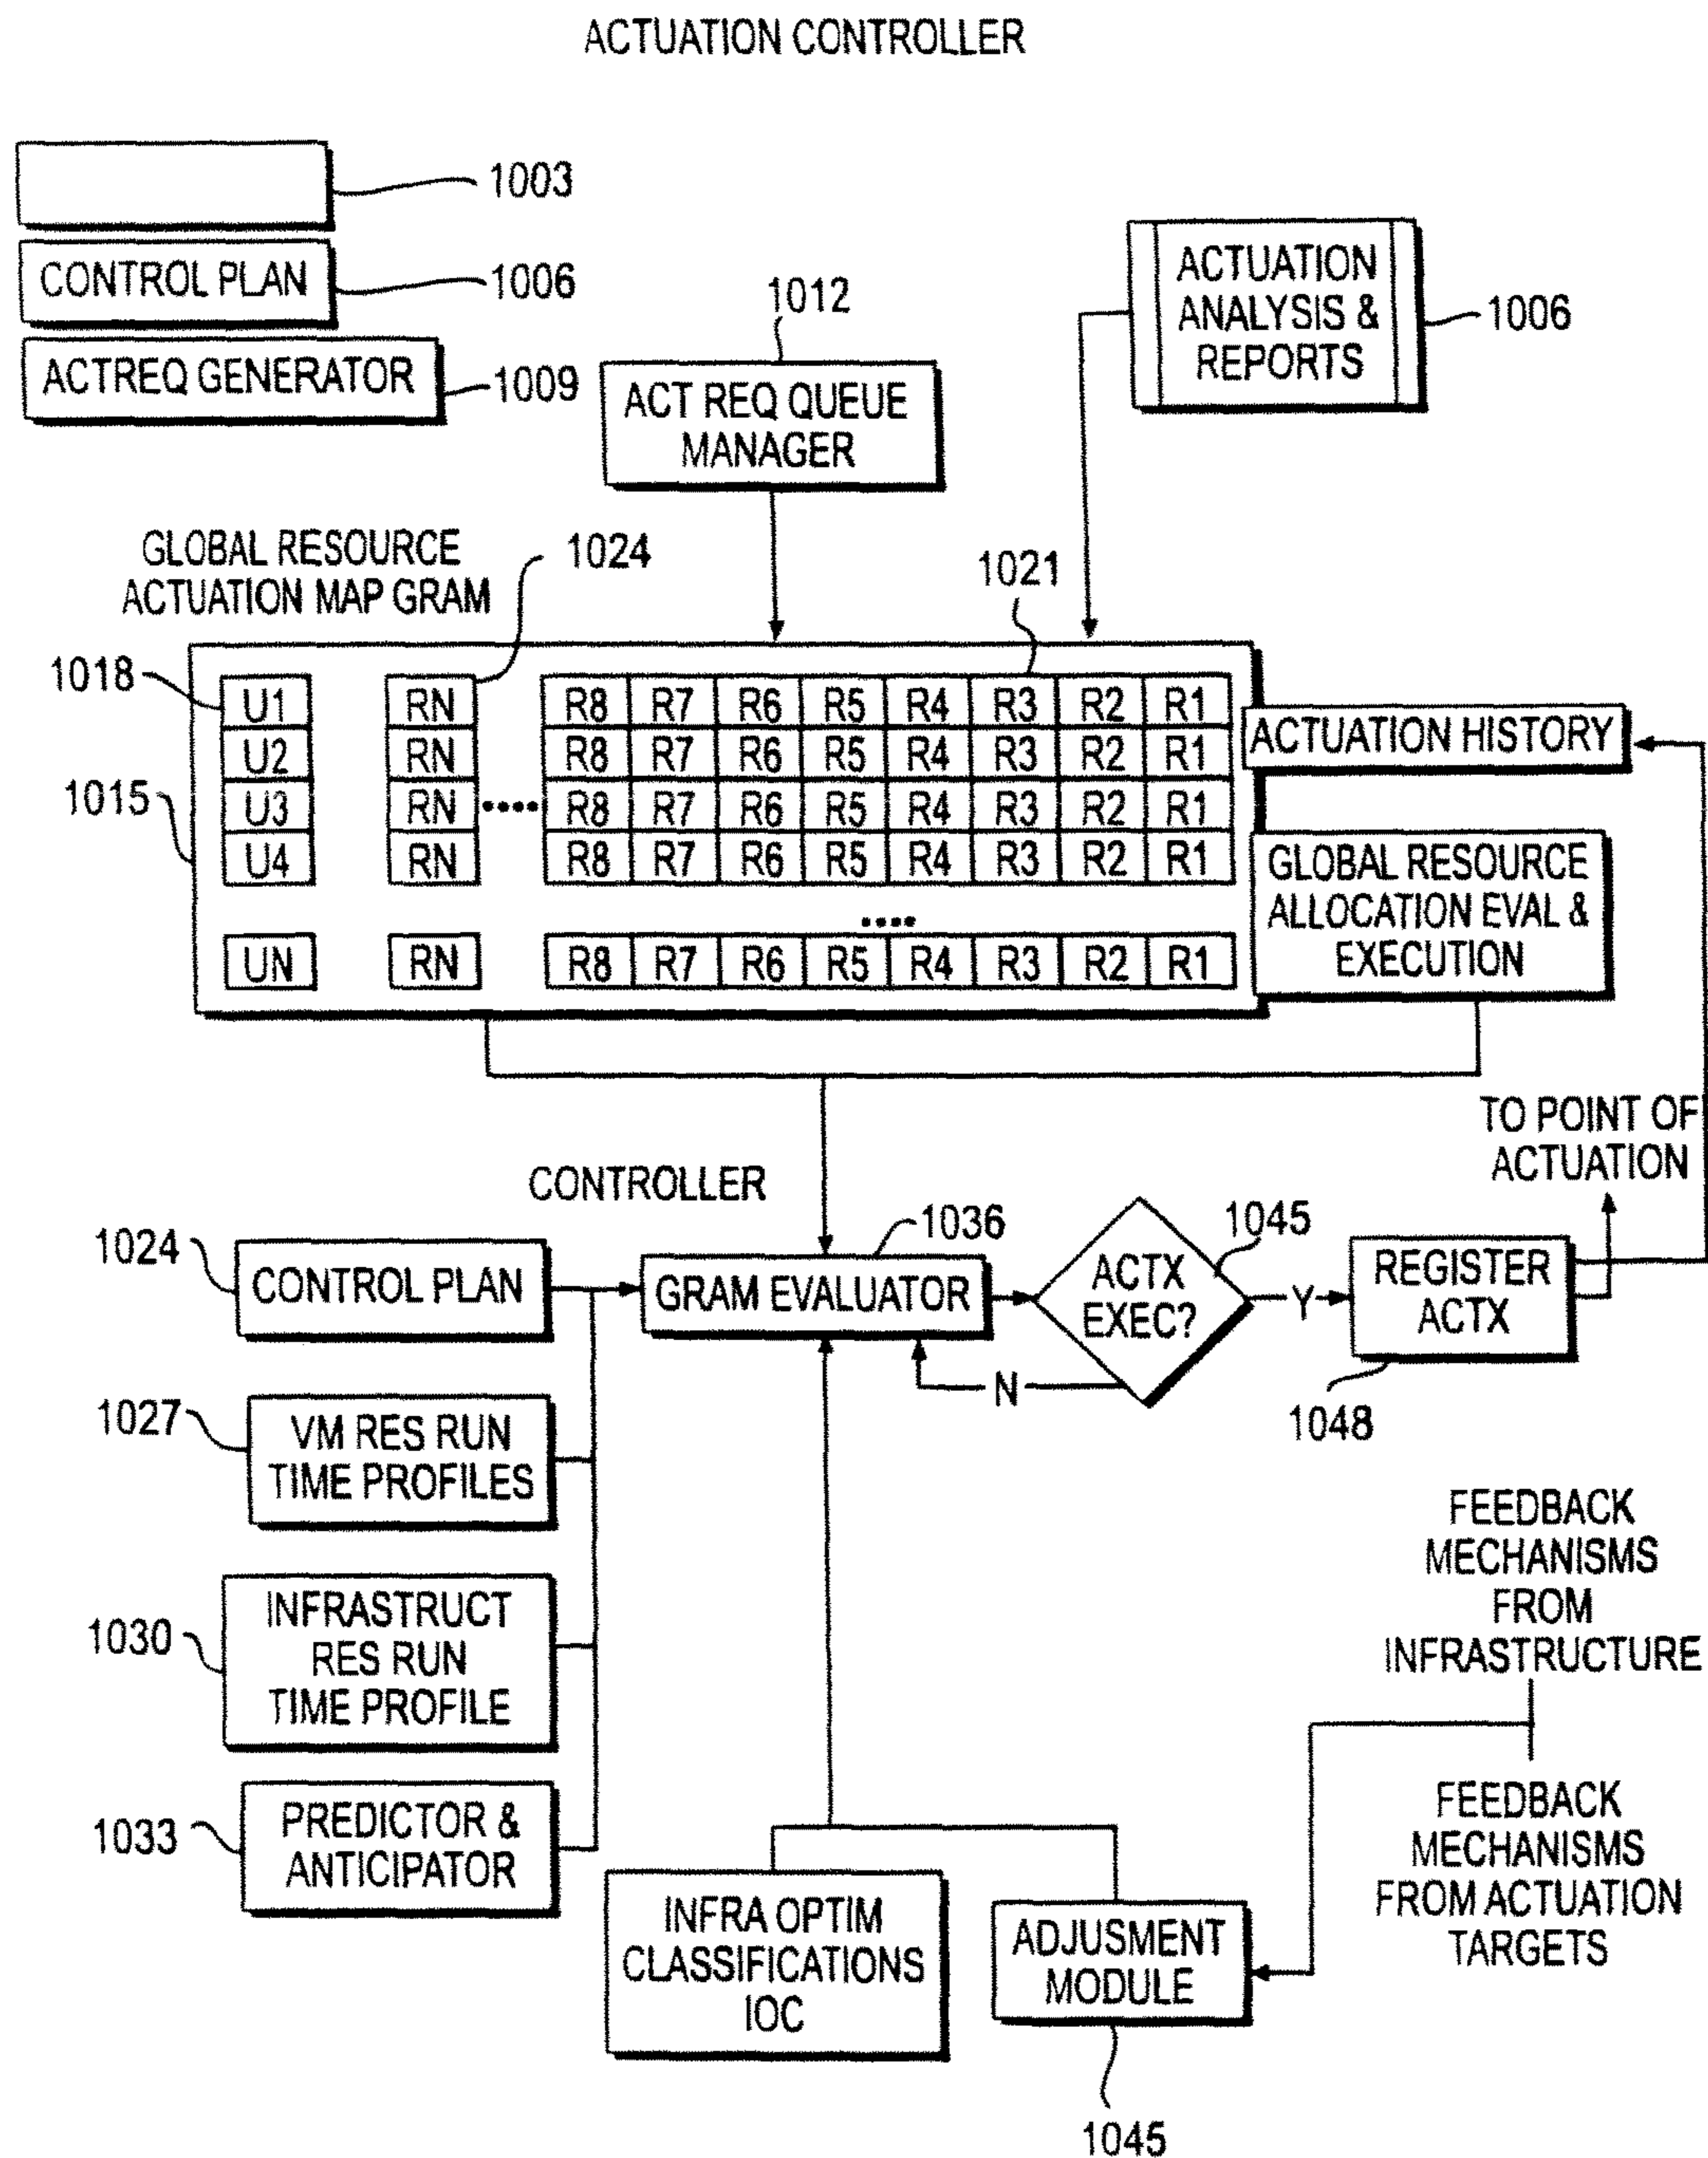 ACTUATION CONTROLLER
1003
CONTROL PLAN
1006
ACTREQ GENERATOR
1009
1012
ACT REQ QUEUE
MANAGER
ACTUATION
ANALYSIS &
REPORTS
1006
GLOBAL RESOURCE
ACTUATION MAP GRAM
1024
1021
1018
1015
U1 RN R8 R7 R6 R5 R4 R3 R2 R1
U2 RN R8 R7 R6 R5 R4 R3 R2 R1
U3 RN •••• R8 R7 R6 R5 R4 R3 R2 R1
U4 RN R8 R7 R6 R5 R4 R3 R2 R1
••••
UN RN R8 R7 R6 R5 R4 R3 R2 R1
ACTUATION HISTORY
GLOBAL RESOURCE
ALLOCATION EVAL &
EXECUTION
TO POINT OF
ACTUATION
CONTROLLER
1024
CONTROL PLAN
1036
GRAM EVALUATOR
1045
ACTX
EXEC?
Y
N
REGISTER
ACTX
1048
1027
VM RES RUN
TIME PROFILES
1030
INFRASTRUCT
RES RUN
TIME PROFILE
1033
PREDICTOR &
ANTICIPATOR
FEEDBACK
MECHANISMS
FROM
INFRASTRUCTURE
FEEDBACK
MECHANISMS
FROM ACTUATION
TARGETS
INFRA OPTIM
CLASSIFICATIONS
IOC
ADJUSMENT
MODULE
1045